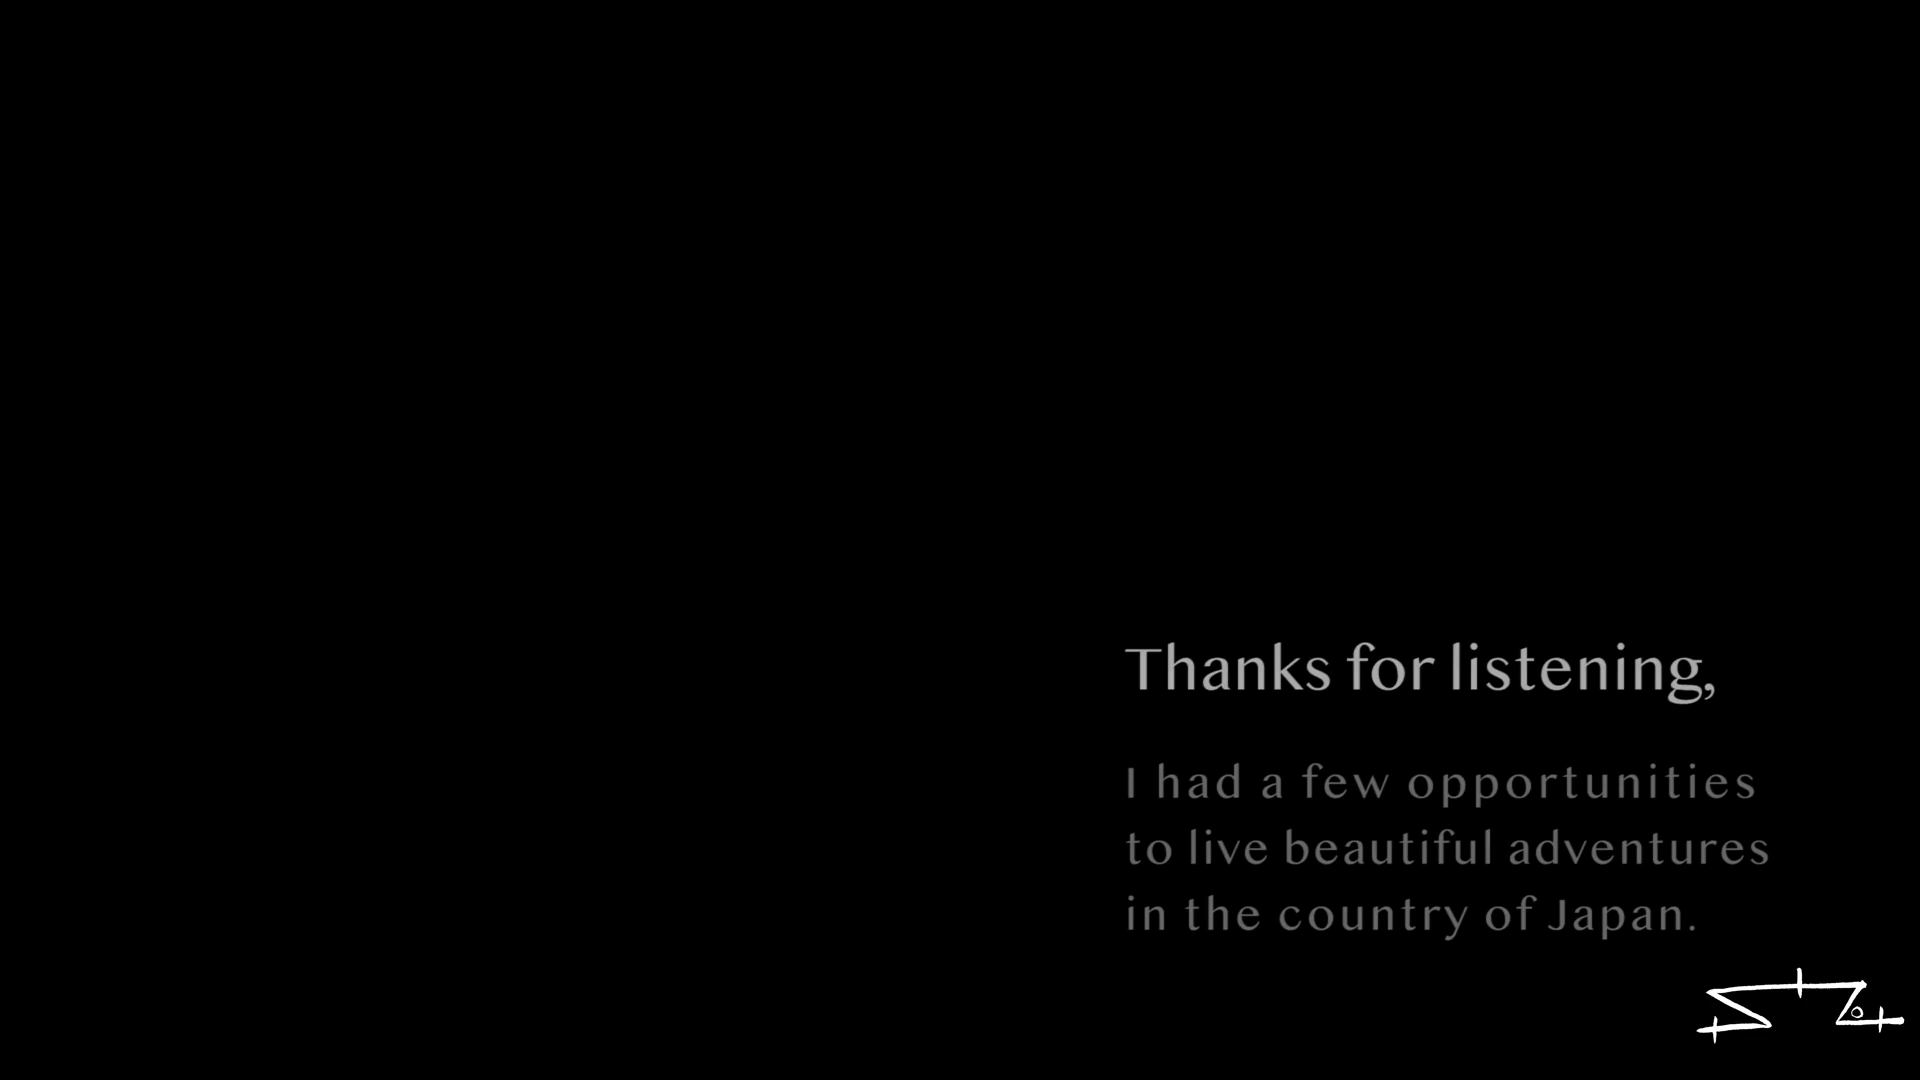 Thanks for listening,
I had a few opportunities
to live beautiful adventures
in the country of Japan.